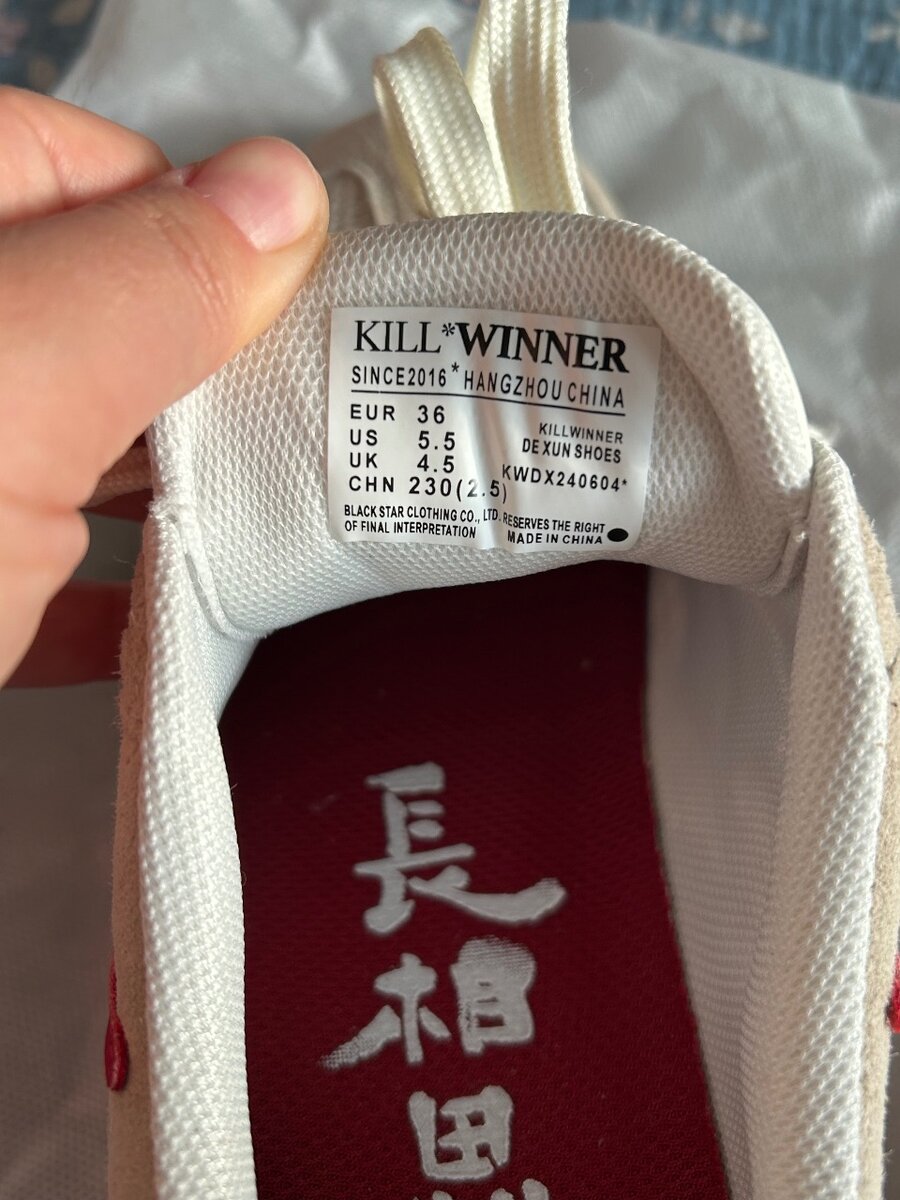 KILL*WINNER
SINCE2016*HANGZHOU CHINA
EUR 36
US 5.5
UK 4.5
CHN 230(2.5)
KILLWINNER
DE XUN SHOES
KWDX240604*
BLACK STAR CLOTHING CO., LTD. RESERVES THE RIGHT
OF FINAL INTERPRETATION MADE IN CHINA
長
相